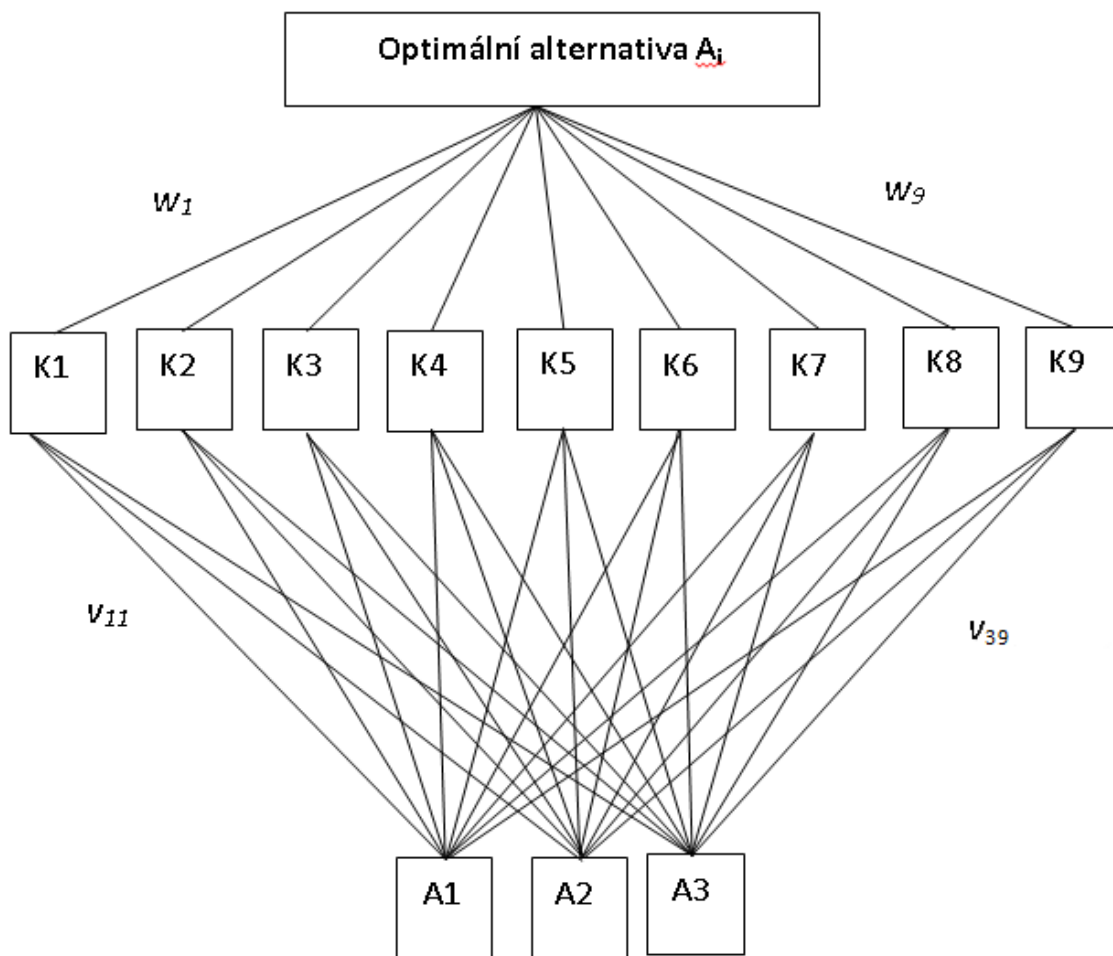 Optimální alternativa Aᵢ
w₁
w₉
K1 K2 K3 K4 K5 K6 K7 K8 K9
v₁₁
v₃₉
A1 A2 A3